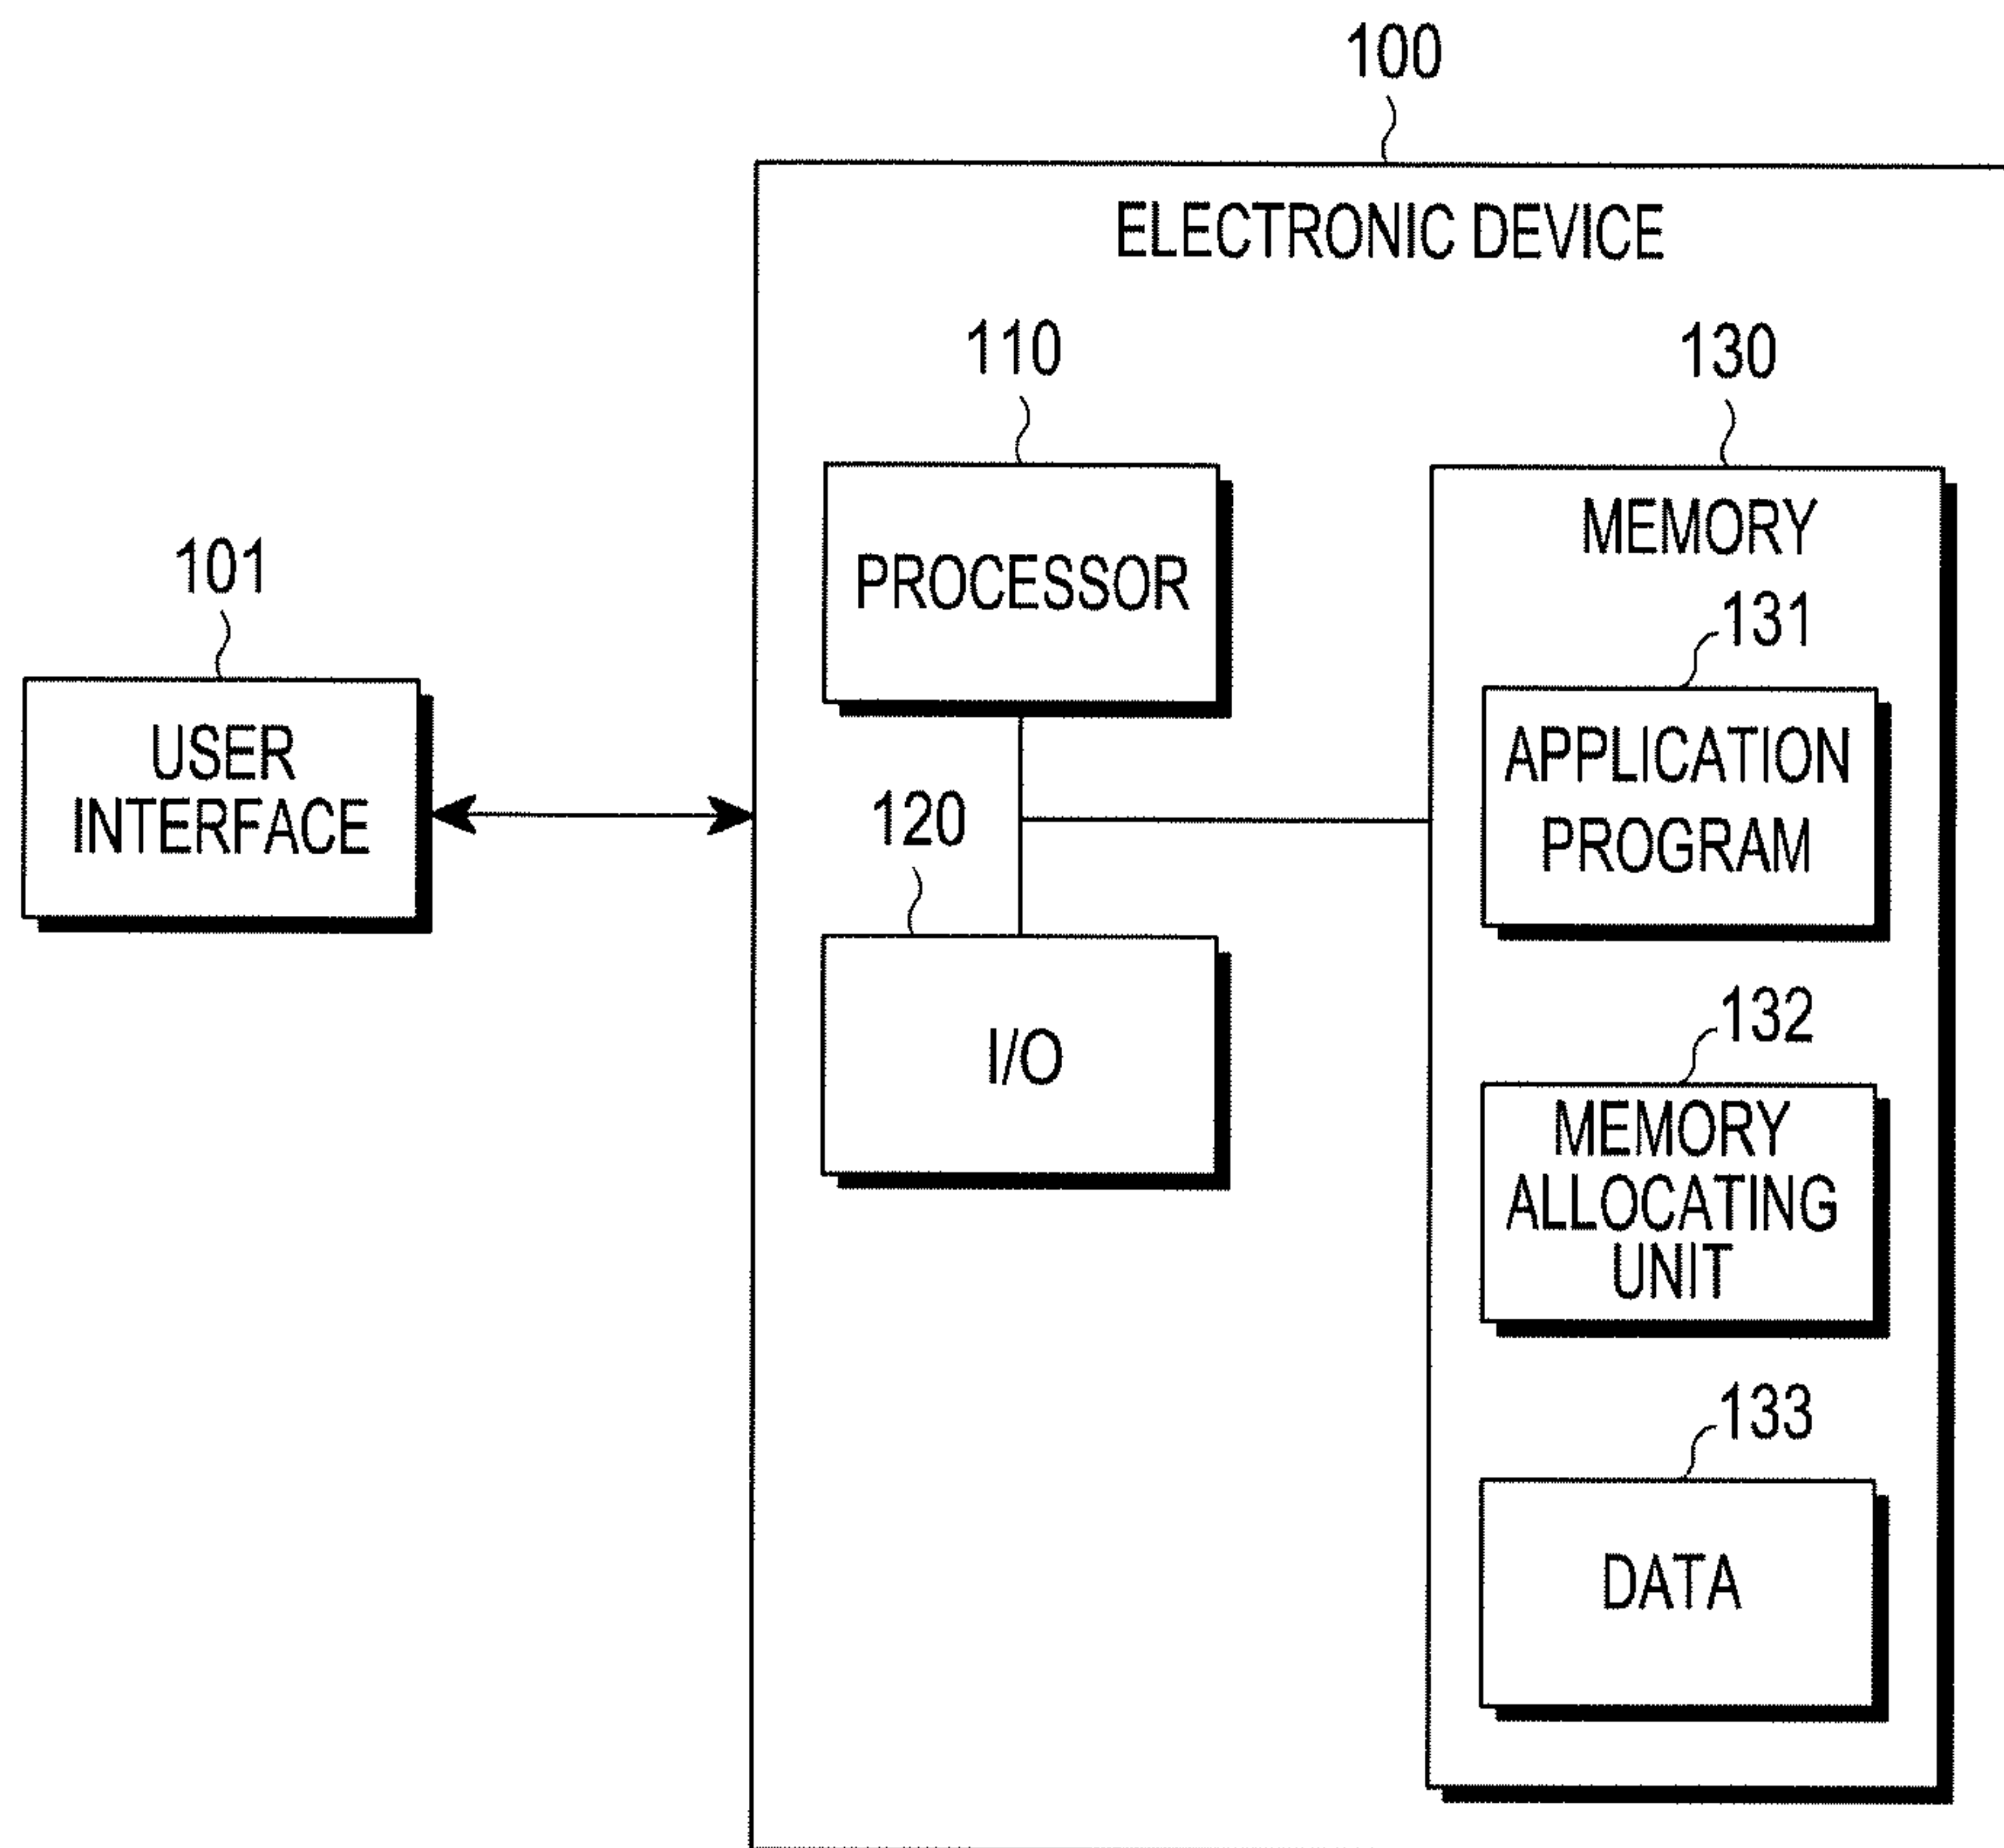 100
ELECTRONIC DEVICE
110
130
PROCESSOR
MEMORY
101
131
USER
INTERFACE
APPLICATION
PROGRAM
120
I/O
132
MEMORY
ALLOCATING
UNIT
133
DATA